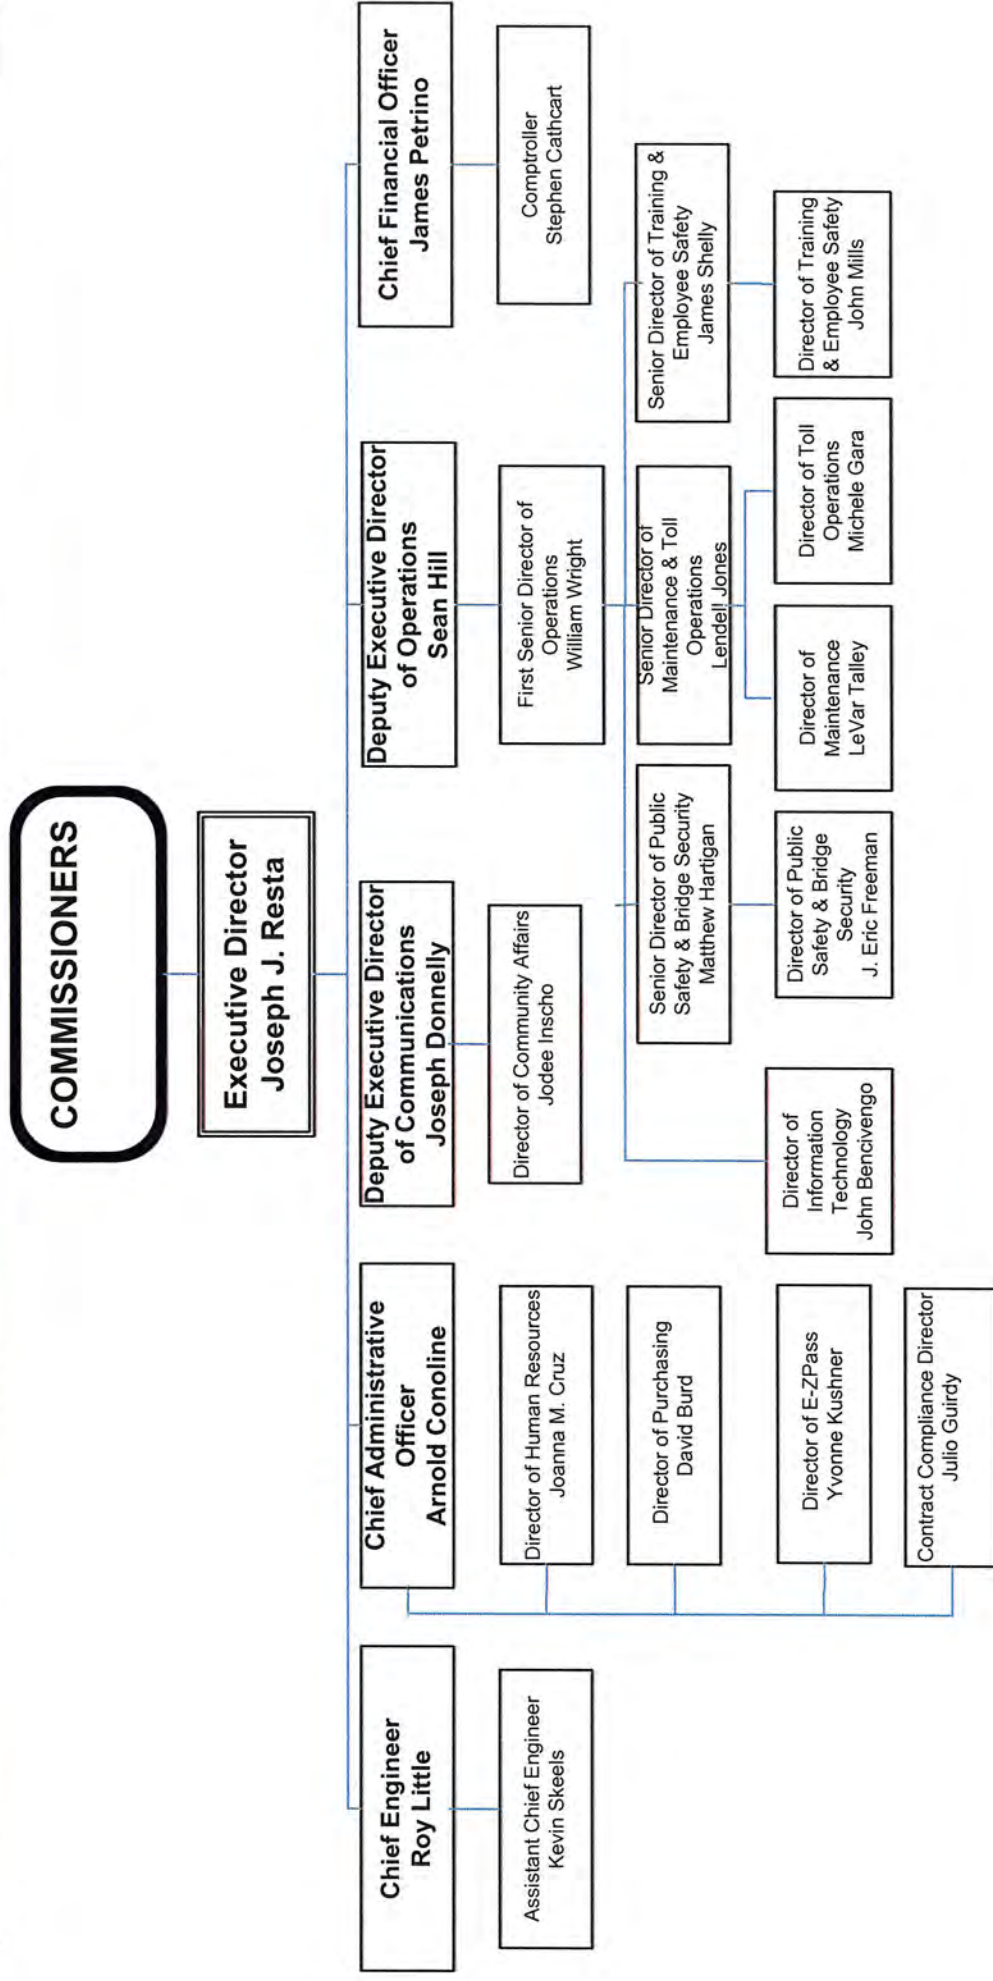 COMMISSIONERS
Executive Director
Joseph J. Resta
Chief Engineer
Roy Little
Chief Administrative
Officer
Arnold Conoline
Deputy Executive Director
of Communications
Joseph Donnelly
Deputy Executive Director
of Operations
Sean Hill
Chief Financial Officer
James Petrino
Assistant Chief Engineer
Kevin Skeels
Director of Human Resources
Joanna M. Cruz
Director of Purchasing
David Burd
Director of E-ZPass
Yvonne Kushner
Contract Compliance Director
Julio Guirdy
Director of Community Affairs
Jodee Inscho
First Senior Director of
Operations
William Wright
Comptroller
Stephen Cathcart
Director of
Information
Technology
John Bencivengo
Senior Director of Public
Safety & Bridge Security
Matthew Hartigan
Senior Director of
Maintenance & Toll
Operations
Lendell Jones
Senior Director of Training &
Employee Safety
James Shelly
Director of Public
Safety & Bridge
Security
J. Eric Freeman
Director of
Maintenance
LeVar Talley
Director of Toll
Operations
Michele Gara
Director of Training
& Employee Safety
John Mills